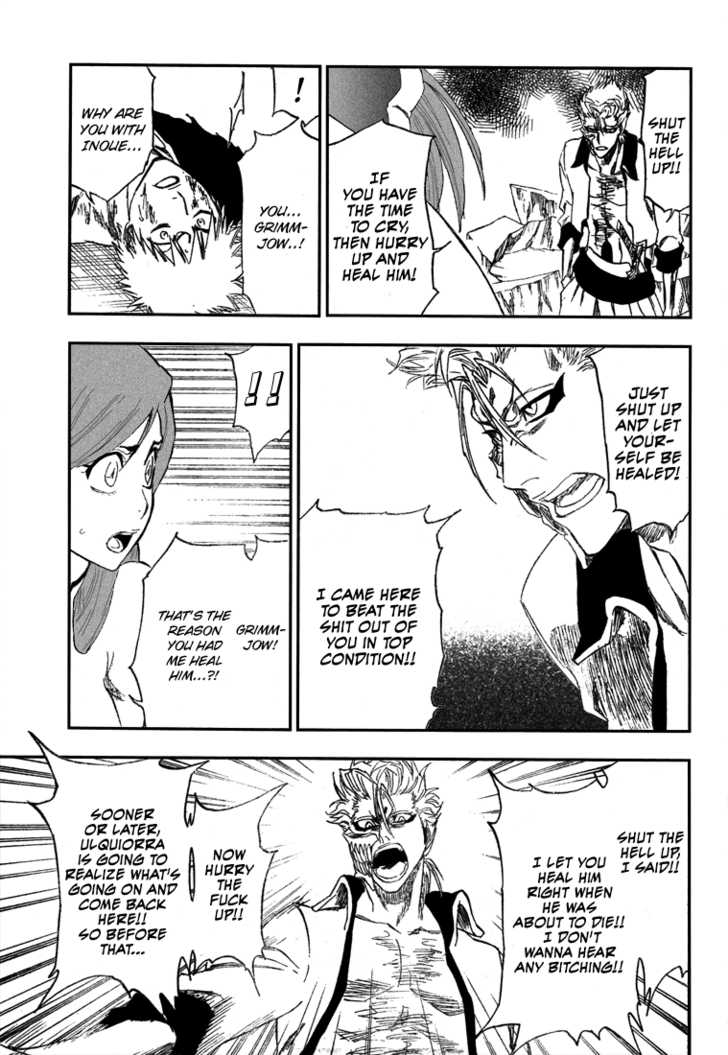 SHUT
THE
HELL
UP!!
IF
YOU HAVE
THE TIME
TO CRY,
THEN HURRY
UP AND
HEAL HIM!
!
YOU...
GRIMM-
JOW..!
WHY ARE
YOU WITH
INOUE...
JUST
SHUT UP
AND LET
YOUR-
SELF BE
HEALED!
I CAME HERE
TO BEAT THE
SHIT OUT OF
YOU IN TOP
CONDITION!!
!!
GRIMM-
JOW!
THAT'S THE
REASON
YOU HAD
ME HEAL
HIM...?!
SHUT THE
HELL UP,
I SAID!!
I LET YOU
HEAL HIM
RIGHT WHEN
HE WAS
ABOUT TO DIE!!
I DON'T
WANNA HEAR
ANY BITCHING!!
NOW
HURRY
THE
FUCK
UP!!
SOONER
OR LATER,
ULQUIORRA
IS GOING TO
REALIZE WHAT'S
GOING ON AND
COME BACK
HERE!!
SO BEFORE
THAT...